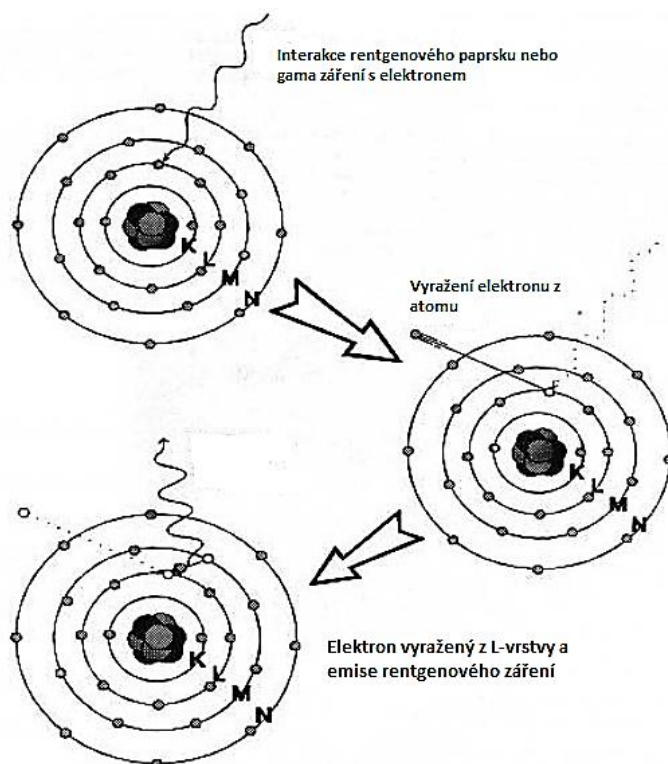 Interakce rentgenového paprsku nebo
gama záření s elektronem
K
L
M
N
Vyražení elektronu z
atomu
K
L
M
N
Elektron vyražený z L-vrstvy a
emise rentgenového záření
K
L
M
N